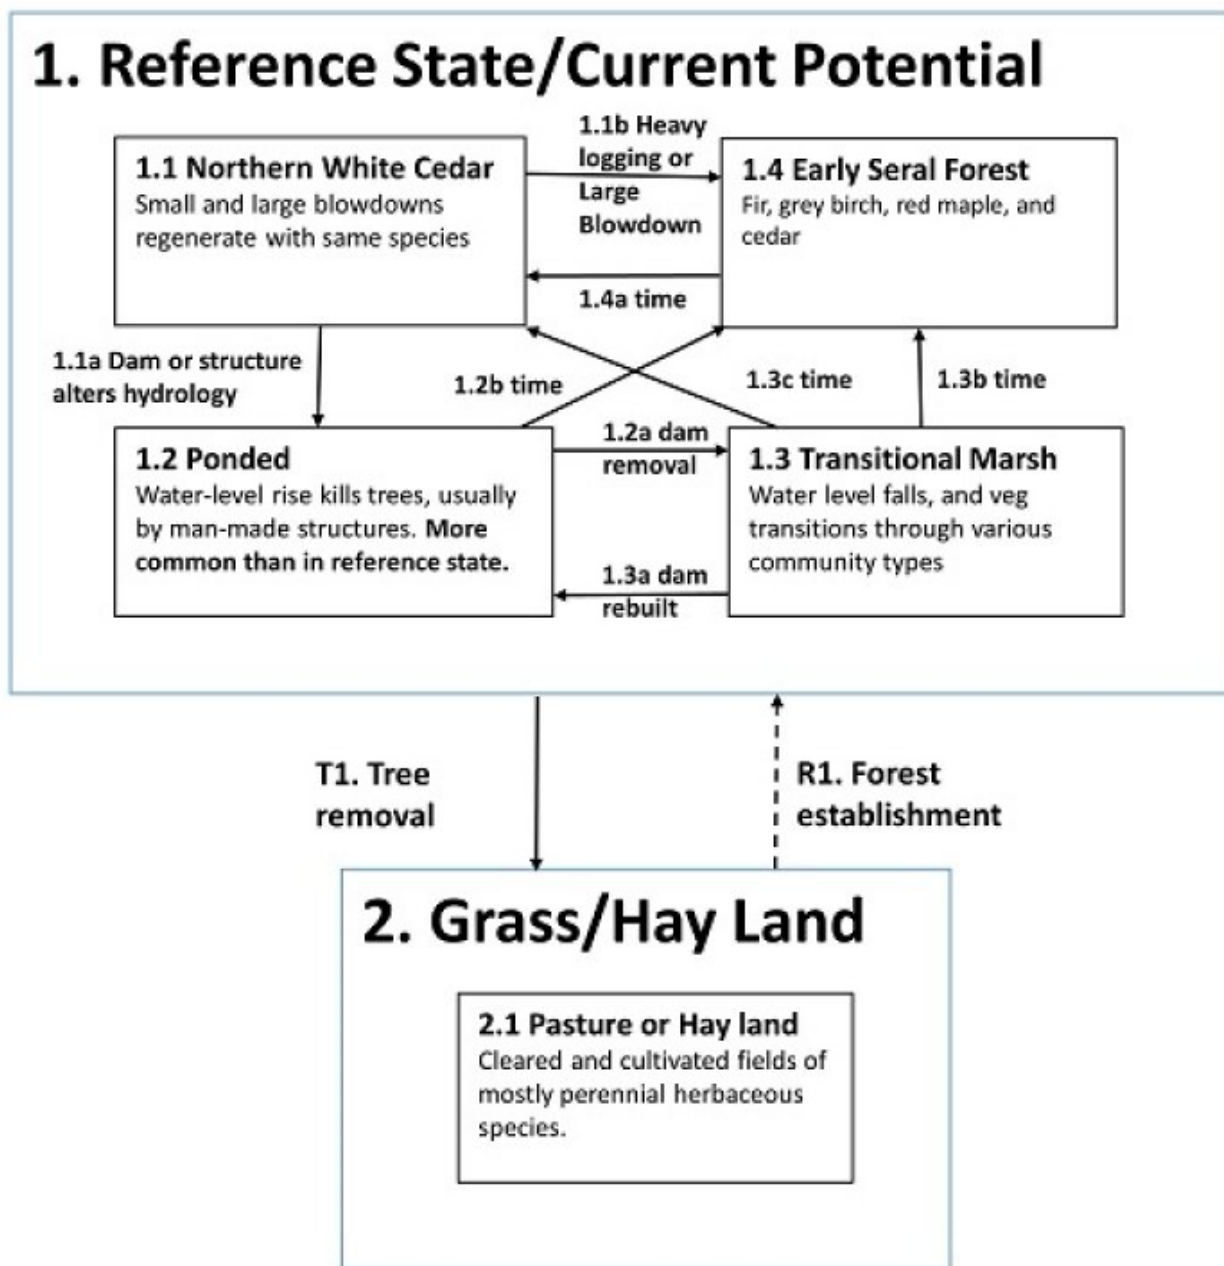 1. Reference State/Current Potential
1.1 Northern White Cedar
Small and large blowdowns
regenerate with same species
1.1b Heavy
logging or
Large
Blowdown
1.4 Early Seral Forest
Fir, grey birch, red maple, and
cedar
1.4a time
1.1a Dam or structure
alters hydrology
1.2b time
1.3c time
1.3b time
1.2 Ponded
Water-level rise kills trees, usually
by man-made structures. More
common than in reference state.
1.2a dam
removal
1.3a dam
rebuilt
1.3 Transitional Marsh
Water level falls, and veg
transitions through various
community types
T1. Tree
removal
R1. Forest
establishment
2. Grass/Hay Land
2.1 Pasture or Hay land
Cleared and cultivated fields of
mostly perennial herbaceous
species.